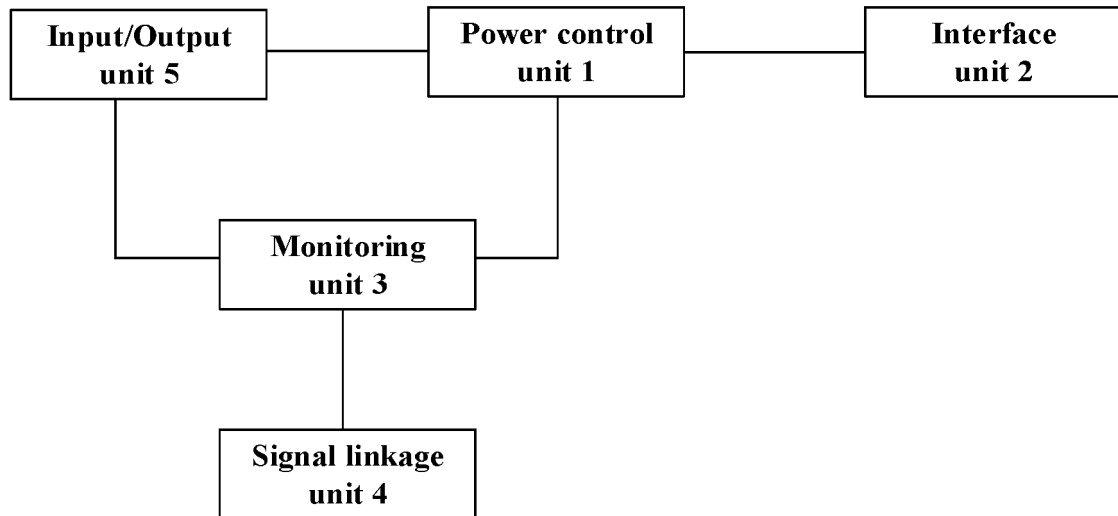 Input/Output
unit 5
Power control
unit 1
Interface
unit 2
Monitoring
unit 3
Signal linkage
unit 4